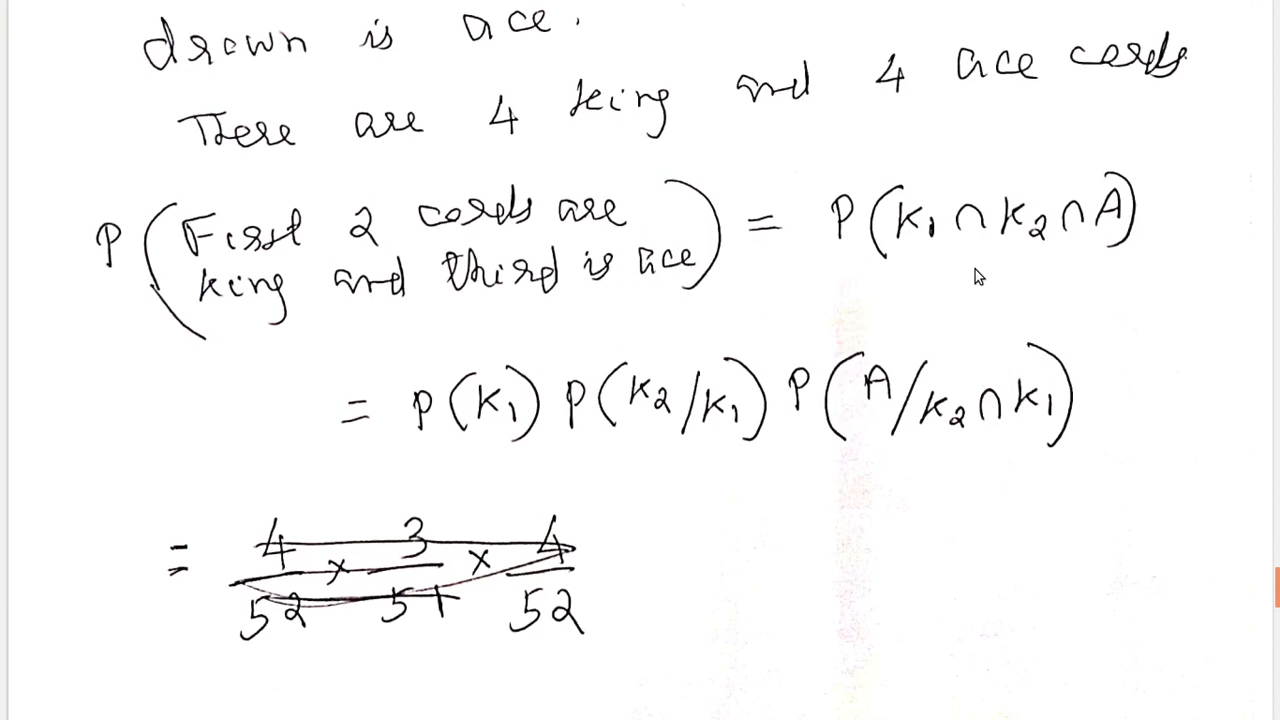 drawn is ace.
There are 4 king and 4 ace cards
P (First 2 cards are king and third is ace) = P(K₁ ∩ K₂ ∩ A)
= P(K₁) P(K₂/K₁) P(A/K₂ ∩ K₁)
= 4/52 × 3/51 × 4/52